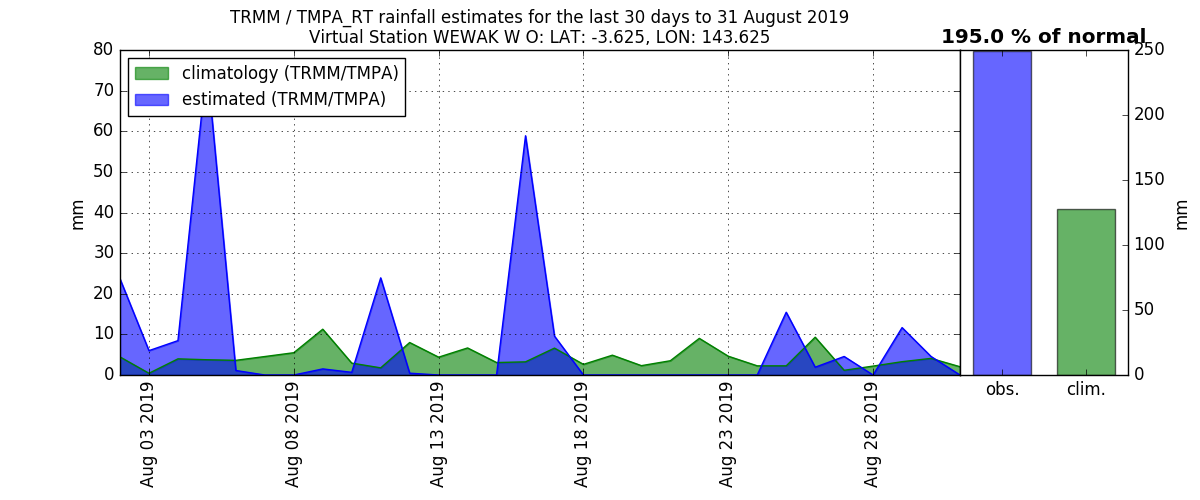 TRMM / TMPA_RT rainfall estimates for the last 30 days to 31 August 2019
Virtual Station WEWAK W O: LAT: -3.625, LON: 143.625
195.0 % of normal
climatology (TRMM/TMPA)
estimated (TRMM/TMPA)
80
70
60
50
40
30
20
10
0
mm
250
200
150
100
50
0
mm
Aug 03 2019
Aug 08 2019
Aug 13 2019
Aug 18 2019
Aug 23 2019
Aug 28 2019
obs.
clim.